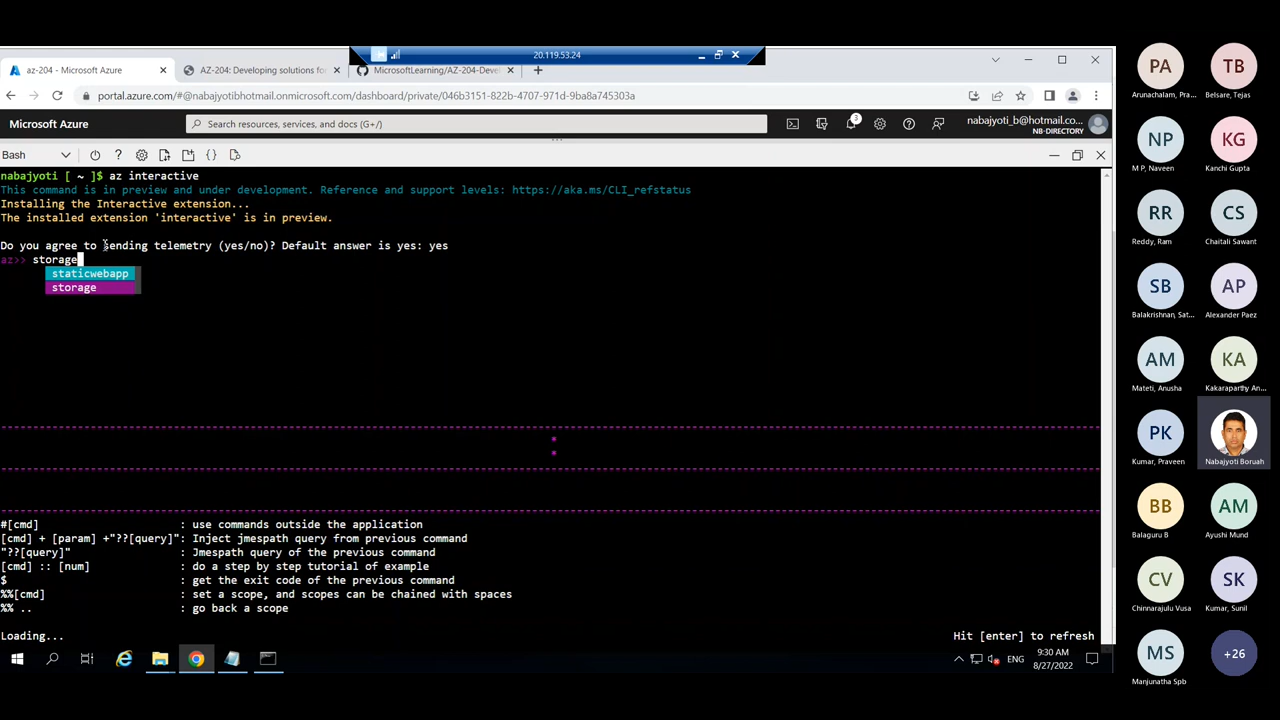 20.119.53.24
az-204 - Microsoft Azure
AZ-204: Developing solutions for
MicrosoftLearning/AZ-204-Deve
portal.azure.com/#@nabajyotibhotmail.onmicrosoft.com/dashboard/private/046b3151-822b-4707-971d-9ba8a745303a
Microsoft Azure
Search resources, services, and docs (G+/)
3
nabajyoti_b@hotmail.co...
NB-DIRECTORY
Bash
nabajyoti [ ~ ]$ az interactive
This command is in preview and under development. Reference and support levels: https://aka.ms/CLI_refstatus
Installing the Interactive extension...
The installed extension 'interactive' is in preview.
Do you agree to sending telemetry (yes/no)? Default answer is yes: yes
az>> storage
staticwebapp
storage
#[cmd] : use commands outside the application
[cmd] + [param] +"??[query]": Inject jmespath query from previous command
"??[query]" : Jmespath query of the previous command
[cmd] :: [num] : do a step by step tutorial of example
$ : get the exit code of the previous command
%%[cmd] : set a scope, and scopes can be chained with spaces
%% .. : go back a scope
Loading... Hit [enter] to refresh
ENG
9:30 AM
8/27/2022
PA
Arunachalam, Pra...
TB
Belsare, Tejas
NP
M P, Naveen
KG
Kanchi Gupta
RR
Reddy, Ram
CS
Chaitali Sawant
SB
Balakrishnan, Sat...
AP
Alexander Paez
AM
Mateti, Anusha
KA
Kakaraparthy An...
PK
Kumar, Praveen
Nabajyoti Boruah
BB
Balaguru B
AM
Ayushi Mund
CV
Chinnarajulu Vusa
SK
Kumar, Sunil
MS
Manjunatha Spb
+26